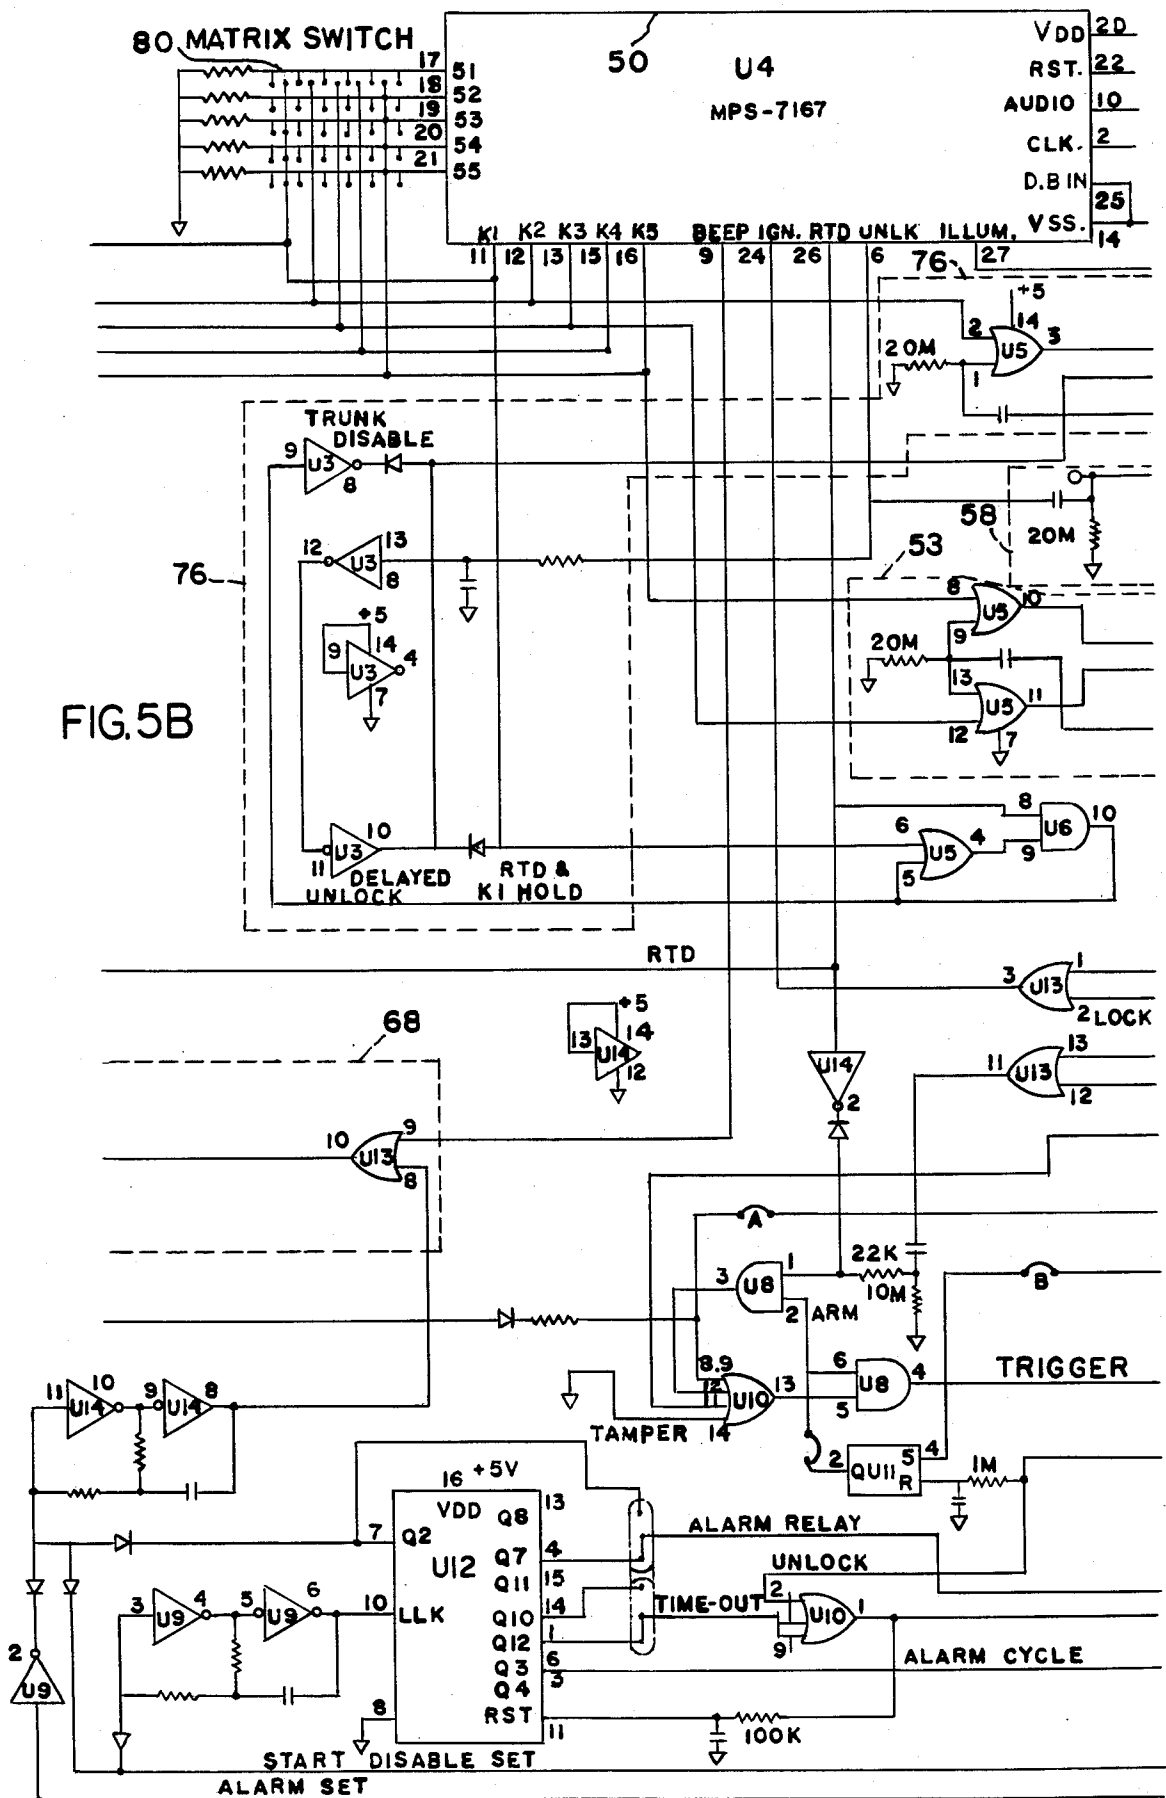 80 MATRIX SWITCH
50
U4
MPS-7167
VDD 20
RST. 22
AUDIO 10
CLK. 2
D.B IN
25
VSS.
14
17 51
18 52
19 53
20 54
21 55
K1 K2 K3 K4 K5 BEEP IGN. RTD UNLK ILLUM.
11 12 13 15 16 9 24 26 6 27
76
+5
2 14 3
20M U5
1
TRUNK
DISABLE
9 U3 8
58
20M
53
12 U3 13
8
76
8 U5 10
9
+5
9 14 4
U3
7
20M
13 U5 11
12 7
FIG.5B
8 U6 10
9
6 U5 4
5
11 U3 10
DELAYED
UNLOCK
RTD &
K1 HOLD
RTD
3 U13 1
2 LOCK
68
+5
13 14
U14
12
U14
2
11 U13 13
12
10 U13 9
8
A
22K
3 U8 1
10M
2 ARM
B
8,9
12
11 U10 13
14
TAMPER
6 U8 4
5
TRIGGER
11 U14 10
9 U14 8
2 QU11 5 4
R
1M
16 +5V
VDD
13
Q8
7 Q2
U12
Q7 4
Q11 15
Q10 14
Q12 1
Q3 6
Q4 3
RST
11
10 LLK
8
ALARM RELAY
UNLOCK
TIME-OUT
2 U10 1
9
ALARM CYCLE
3 U9 4
5 U9 6
2
U9
100K
START DISABLE SET
ALARM SET